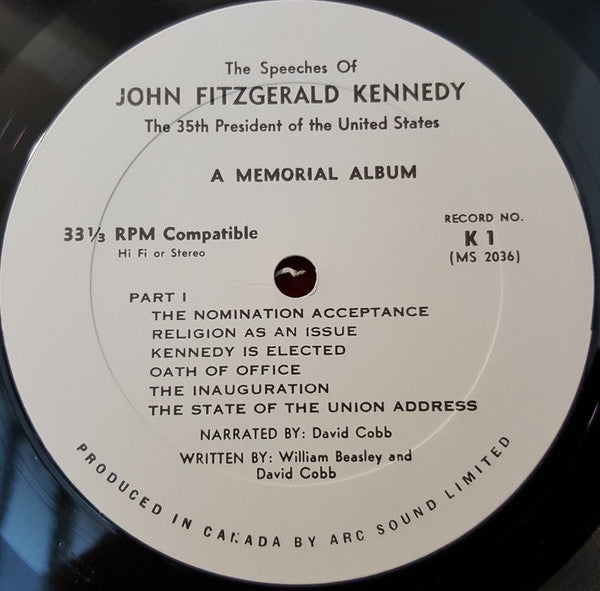 The Speeches Of
JOHN FITZGERALD KENNEDY
The 35th President of the United States
A MEMORIAL ALBUM
33⅓ RPM Compatible
Hi Fi or Stereo
RECORD NO.
K 1
(MS 2036)
PART I
THE NOMINATION ACCEPTANCE
RELIGION AS AN ISSUE
KENNEDY IS ELECTED
OATH OF OFFICE
THE INAUGURATION
THE STATE OF THE UNION ADDRESS
NARRATED BY: David Cobb
WRITTEN BY: William Beasley and
David Cobb
PRODUCED IN CANADA BY ARC SOUND LIMITED